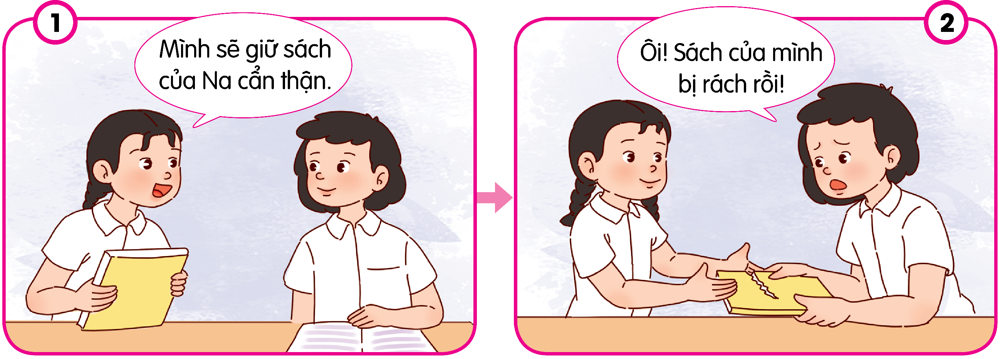 1
Mình sẽ giữ sách
của Na cẩn thận.
2
Ôi! Sách của mình
bị rách rồi!